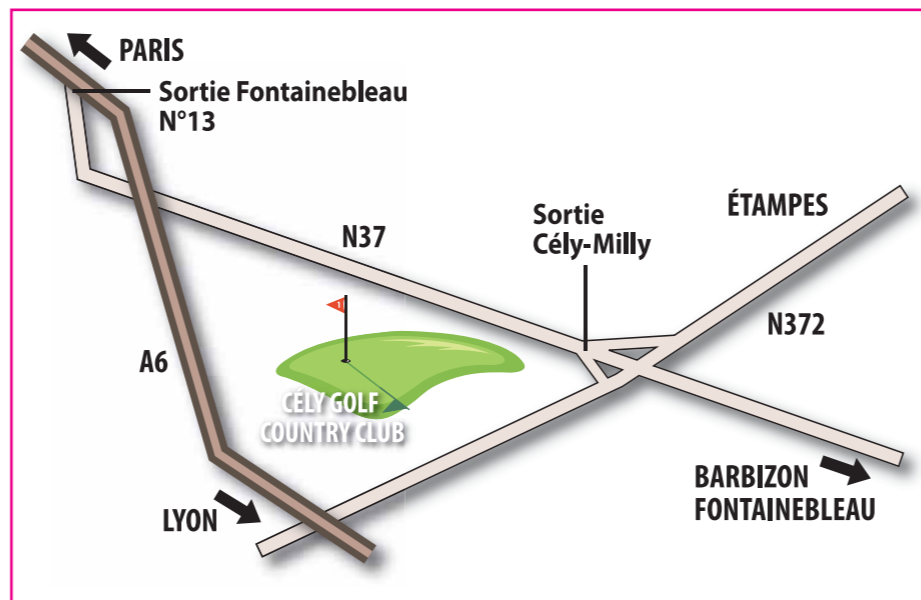 PARIS
Sortie Fontainebleau
N°13
ÉTAMPES
Sortie
Cély-Milly
N37
N372
1
A6
CÉLY GOLF
COUNTRY CLUB
BARBIZON
FONTAINEBLEAU
LYON